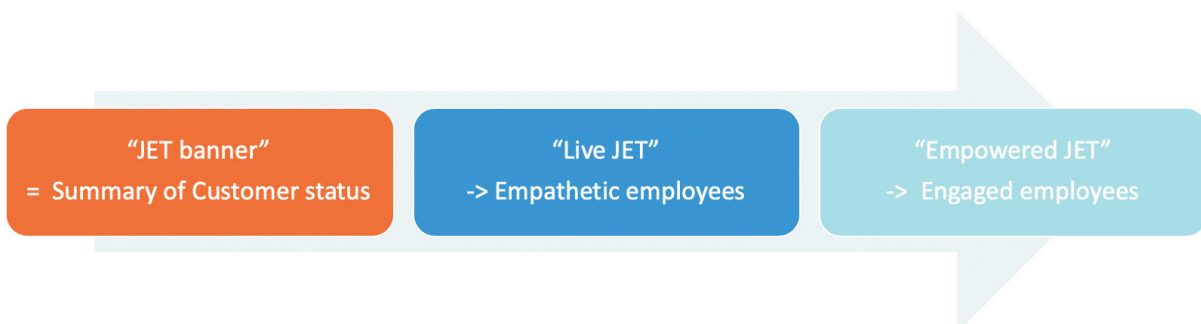 “JET banner”
= Summary of Customer status
“Live JET”
-> Empathetic employees
“Empowered JET”
-> Engaged employees